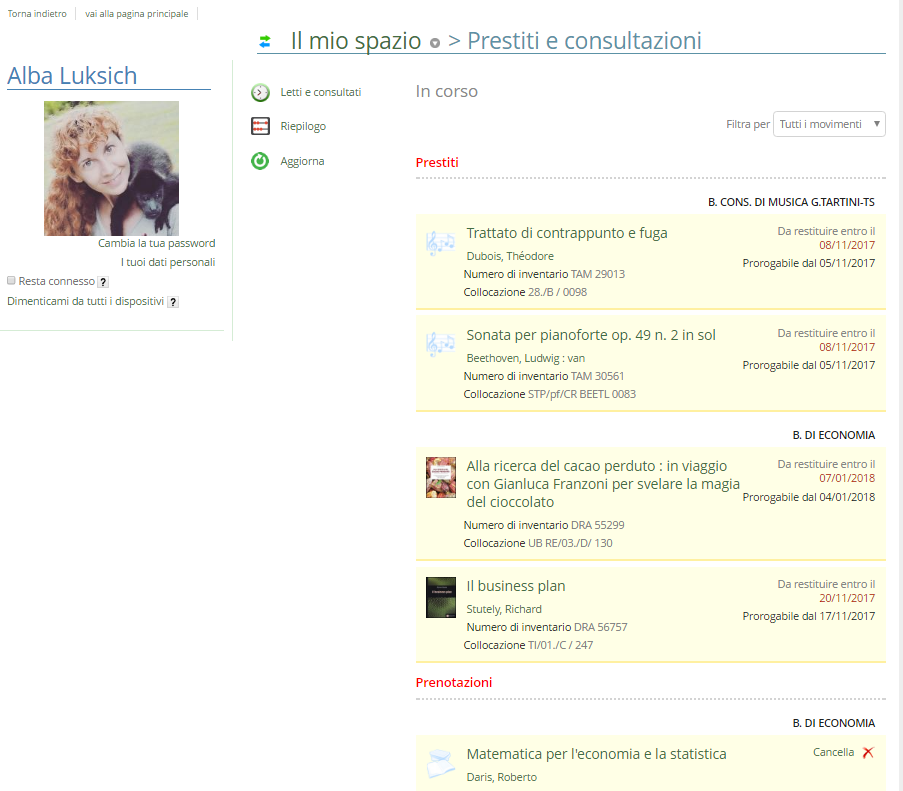 Torna indietro vai alla pagina principale
Il mio spazio > Prestiti e consultazioni
Alba Luksich
Cambia la tua password
I tuoi dati personali
Resta connesso ?
Dimenticami da tutti i dispositivi ?
Letti e consultati
Riepilogo
Aggiorna
In corso
Filtra per Tutti i movimenti
Prestiti
B. CONS. DI MUSICA G.TARTINI-TS
Trattato di contrappunto e fuga
Dubois, Théodore
Numero di inventario TAM 29013
Collocazione 28./B / 0098
Da restituire entro il
08/11/2017
Prorogabile dal 05/11/2017
Sonata per pianoforte op. 49 n. 2 in sol
Beethoven, Ludwig : van
Numero di inventario TAM 30561
Collocazione STP/pf/CR BEETL 0083
Da restituire entro il
08/11/2017
Prorogabile dal 05/11/2017
B. DI ECONOMIA
Alla ricerca del cacao perduto : in viaggio
con Gianluca Franzoni per svelare la magia
del cioccolato
Numero di inventario DRA 55299
Collocazione UB RE/03./D/ 130
Da restituire entro il
07/01/2018
Prorogabile dal 04/01/2018
Il business plan
Stutely, Richard
Numero di inventario DRA 56757
Collocazione TI/01./C / 247
Da restituire entro il
20/11/2017
Prorogabile dal 17/11/2017
Prenotazioni
B. DI ECONOMIA
Matematica per l'economia e la statistica
Daris, Roberto
Cancella